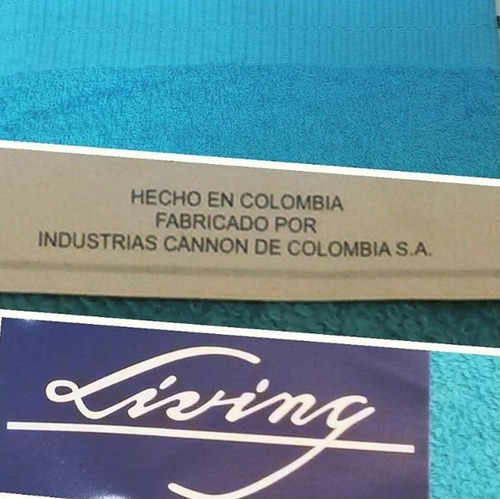 HECHO EN COLOMBIA
FABRICADO POR
INDUSTRIAS CANNON DE COLOMBIA S.A.
Living